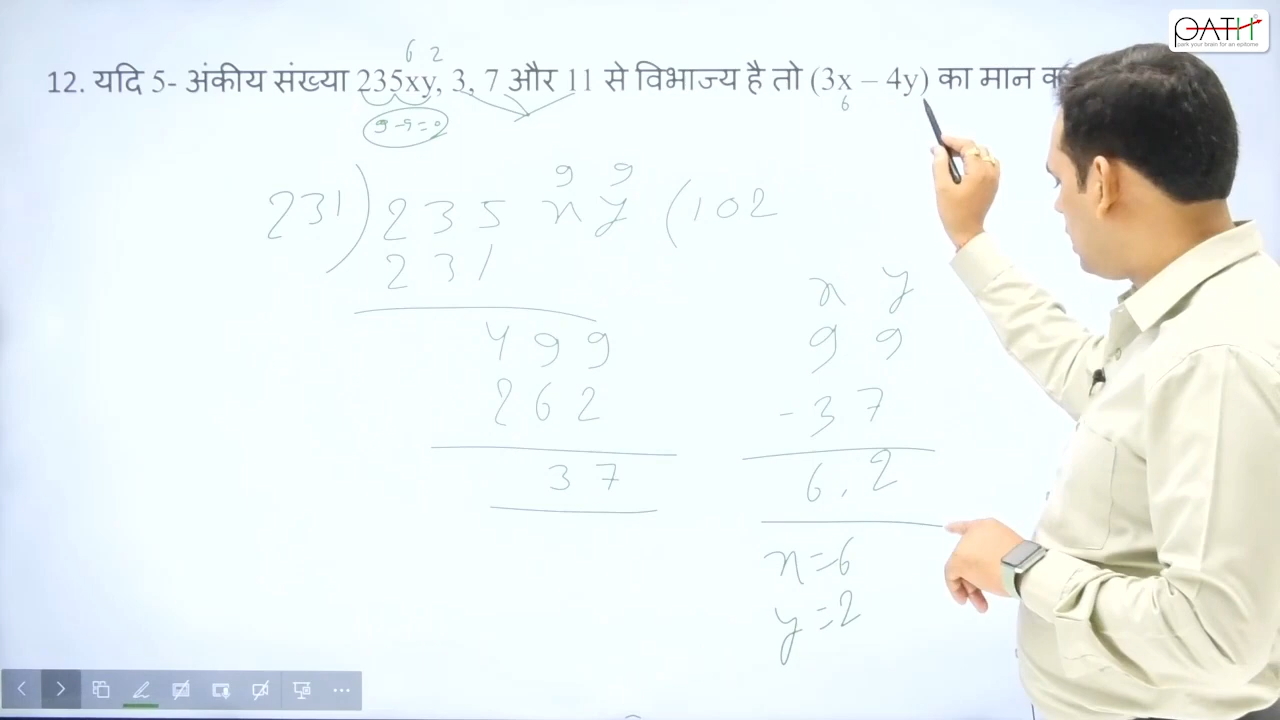 PATH
park your brain for an epitome
6 2
12. यदि 5- अंकीय संख्या 235xy, 3, 7 और 11 से विभाज्य है तो (3x – 4y) का मान
6
9-9=0
9 9
231) 235 x y (102
231
499
262
37
x y
9 9
- 3 7
6, 2
x=6
y=2